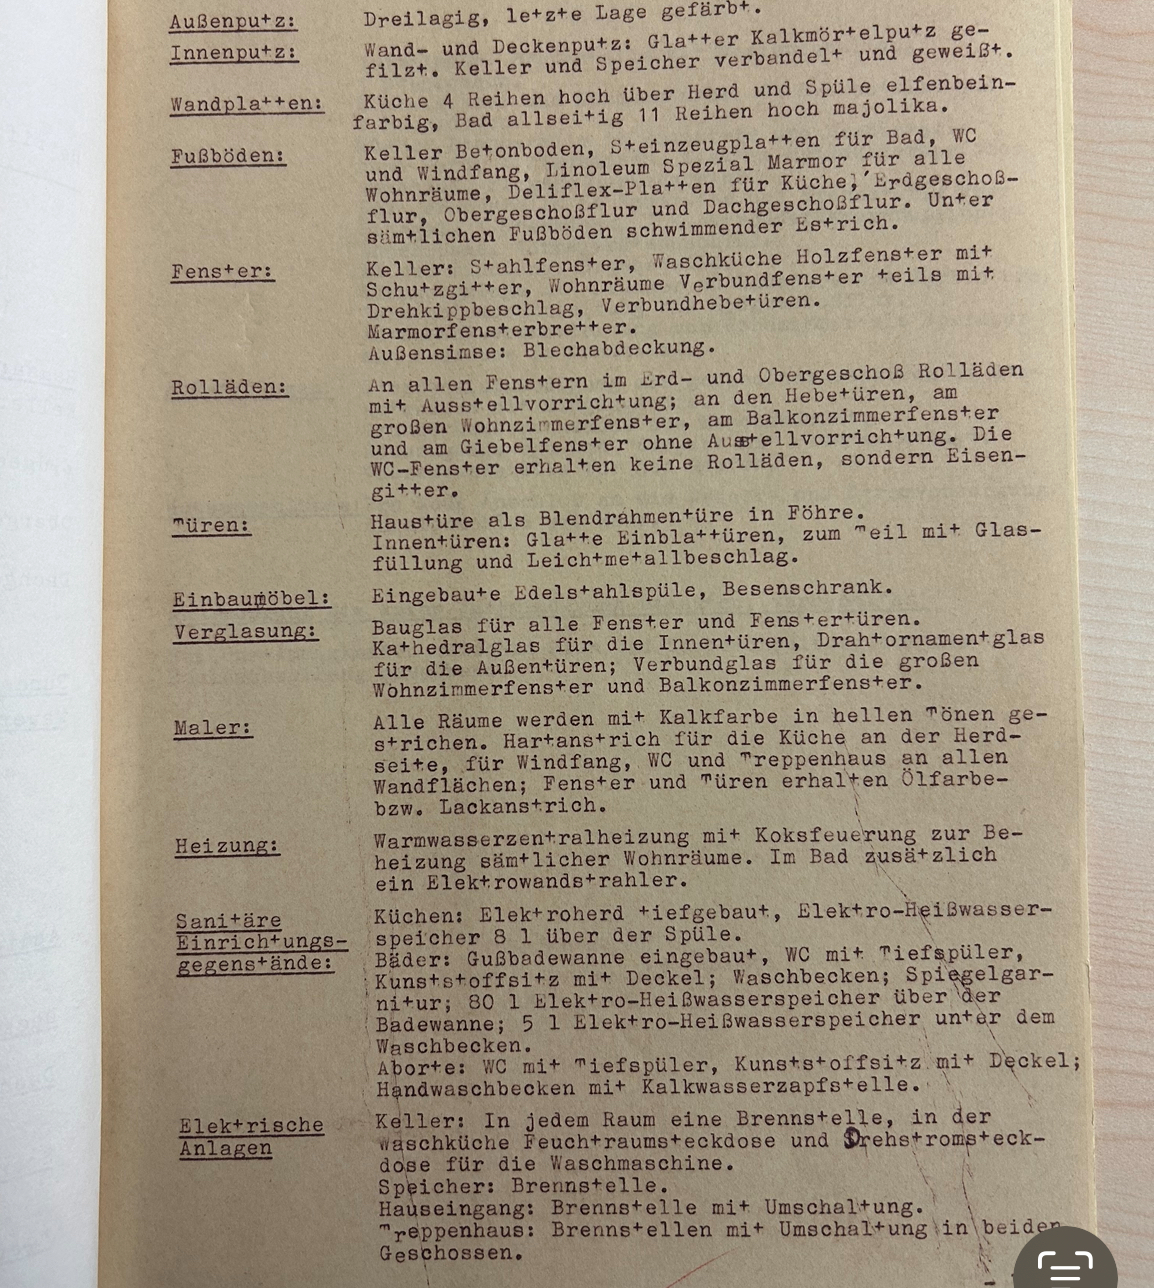 Außenputz: Dreilagig, letzte Lage gefärbt.
Innenputz: Wand- und Deckenputz: Glatter Kalkmörtelputz ge-
filzt. Keller und Speicher verbandelt und geweißt.
Wandplatten: Küche 4 Reihen hoch über Herd und Spüle elfenbein-
farbig, Bad allseitig 11 Reihen hoch majolika.
Fußböden: Keller Betonboden, Steinzeugplatten für Bad, WC
und Windfang, Linoleum Spezial Marmor für alle
Wohnräume, Deliflex-Platten für Küche, Erdgeschoß-
flur, Obergeschoßflur und Dachgeschoßflur. Unter
sämtlichen Fußböden schwimmender Estrich.
Fenster: Keller: Stahlfenster, Waschküche Holzfenster mit
Schutzgitter, Wohnräume Verbundfenster teils mit
Drehkippbeschlag, Verbundhebetüren.
Marmorfensterbretter.
Außensimse: Blechabdeckung.
Rolläden: An allen Fenstern im Erd- und Obergeschoß Rolläden
mit Ausstellvorrichtung; an den Hebetüren, am
großen Wohnzimmerfenster, am Balkonzimmerfenster
und am Giebelfenster ohne Ausstellvorrichtung. Die
WC-Fenster erhalten keine Rolläden, sondern Eisen-
gitter.
Türen: Haustüre als Blendrahmentüre in Föhre.
Innentüren: Glatte Einblattüren, zum Teil mit Glas-
füllung und Leichtmetallbeschlag.
Einbaumöbel: Eingebaute Edelstahlspüle, Besenschrank.
Verglasung: Bauglas für alle Fenster und Fenstertüren.
Kathedralglas für die Innentüren, Drahtornamentglas
für die Außentüren; Verbundglas für die großen
Wohnzimmerfenster und Balkonzimmerfenster.
Maler: Alle Räume werden mit Kalkfarbe in hellen Tönen ge-
strichen. Hartanstrich für die Küche an der Herd-
seite, für Windfang, WC und Treppenhaus an allen
Wandflächen; Fenster und Türen erhalten Ölfarbe-
bzw. Lackanstrich.
Heizung: Warmwasserzentralheizung mit Koksfeuerung zur Be-
heizung sämtlicher Wohnräume. Im Bad zusätzlich
ein Elektrowandstrahler.
Sanitäre Küchen: Elektroherd tiefgebaut, Elektro-Heißwasser-
Einrichtungs- speicher 8 l über der Spüle.
gegenstände: Bäder: Gußbadewanne eingebaut, WC mit Tiefspüler,
Kunststoffsitz mit Deckel; Waschbecken; Spiegelgar-
nitur; 80 l Elektro-Heißwasserspeicher über der
Badewanne; 5 l Elektro-Heißwasserspeicher unter dem
Waschbecken.
Aborte: WC mit Tiefspüler, Kunststoffsitz mit Deckel;
Handwaschbecken mit Kalkwasserzapfstelle.
Elektrische Keller: In jedem Raum eine Brennstelle, in der
Anlagen Waschküche Feuchtraumsteckdose und Drehstromsteck-
dose für die Waschmaschine.
Speicher: Brennstelle.
Hauseingang: Brennstelle mit Umschaltung.
Treppenhaus: Brennstellen mit Umschaltung in beiden
Geschossen.